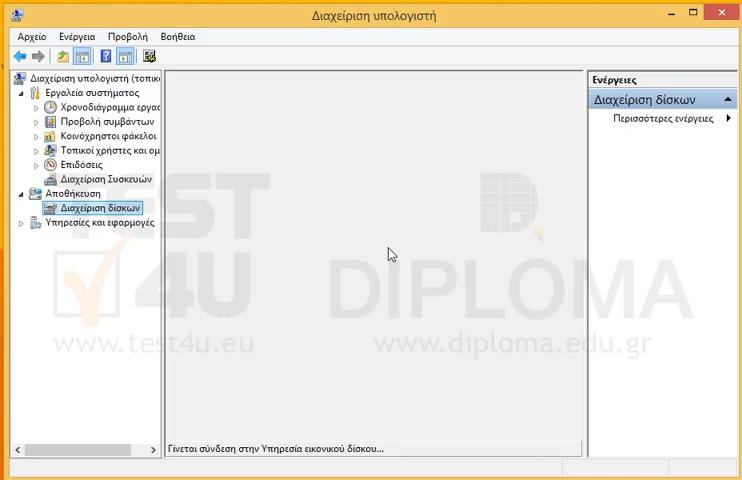 Διαχείριση υπολογιστή
Αρχείο Ενέργεια Προβολή Βοήθεια
Διαχείριση υπολογιστή (τοπικ
Εργαλεία συστήματος
Χρονοδιάγραμμα εργασ
Προβολή συμβάντων
Κοινόχρηστοι φάκελοι
Τοπικοί χρήστες και ομ
Επιδόσεις
Διαχείριση Συσκευών
Αποθήκευση
Διαχείριση δίσκων
Υπηρεσίες και εφαρμογές
Ενέργειες
Διαχείριση δίσκων
Περισσότερες ενέργειες
TEST
4U
www.test4u.eu
DIPLOMA
www.diploma.edu.gr
Γίνεται σύνδεση στην Υπηρεσία εικονικού δίσκου...